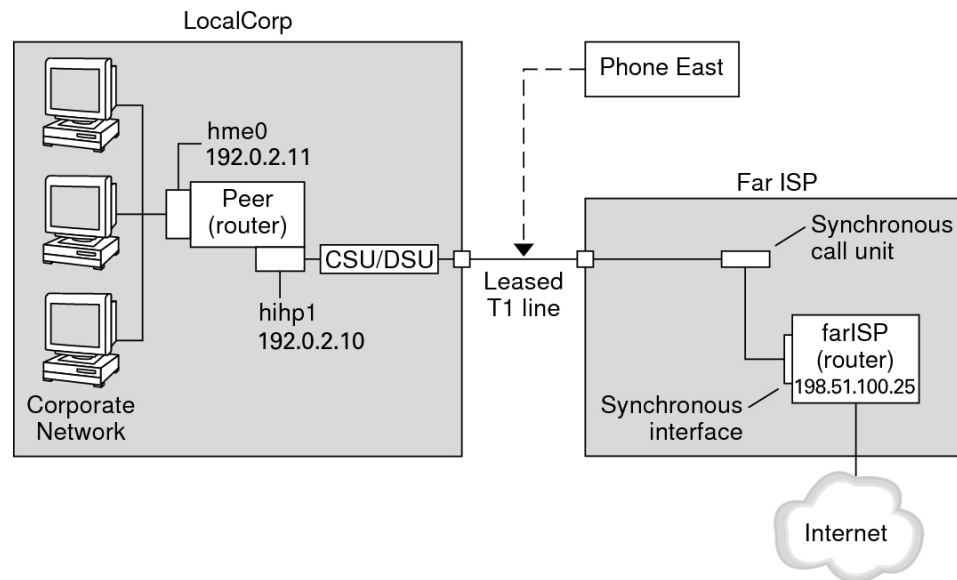 LocalCorp
Phone East
hme0
192.0.2.11
Peer
(router)
CSU/DSU
hihp1
192.0.2.10
Corporate
Network
Leased
T1 line
Far ISP
Synchronous
call unit
farISP
(router)
198.51.100.25
Synchronous
interface
Internet